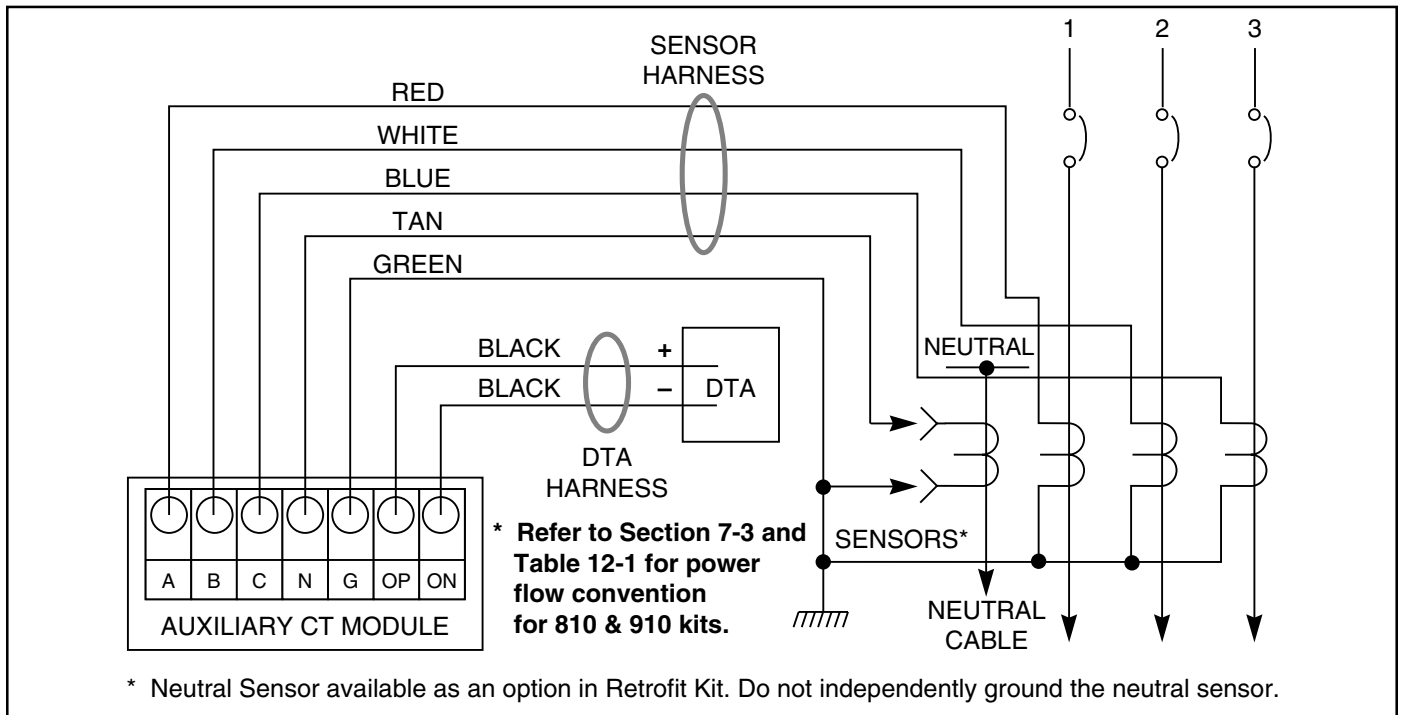 1 2 3
SENSOR
HARNESS
RED
WHITE
BLUE
TAN
GREEN
BLACK +
BLACK –
DTA
NEUTRAL
DTA
HARNESS
* Refer to Section 7-3 and
Table 12-1 for power
flow convention
for 810 & 910 kits.
SENSORS*
A B C N G OP ON
AUXILIARY CT MODULE
NEUTRAL
CABLE
* Neutral Sensor available as an option in Retrofit Kit. Do not independently ground the neutral sensor.